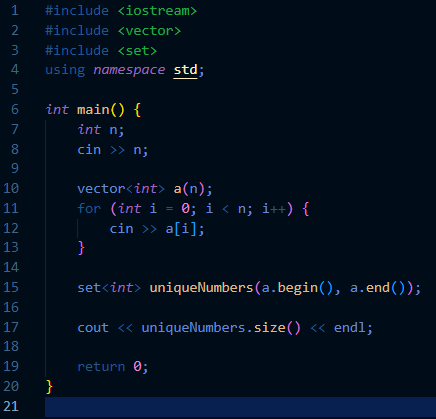 1 #include <iostream>
2 #include <vector>
3 #include <set>
4 using namespace std;
5
6 int main() {
7     int n;
8     cin >> n;
9
10     vector<int> a(n);
11     for (int i = 0; i < n; i++) {
12         cin >> a[i];
13     }
14
15     set<int> uniqueNumbers(a.begin(), a.end());
16
17     cout << uniqueNumbers.size() << endl;
18
19     return 0;
20 }
21